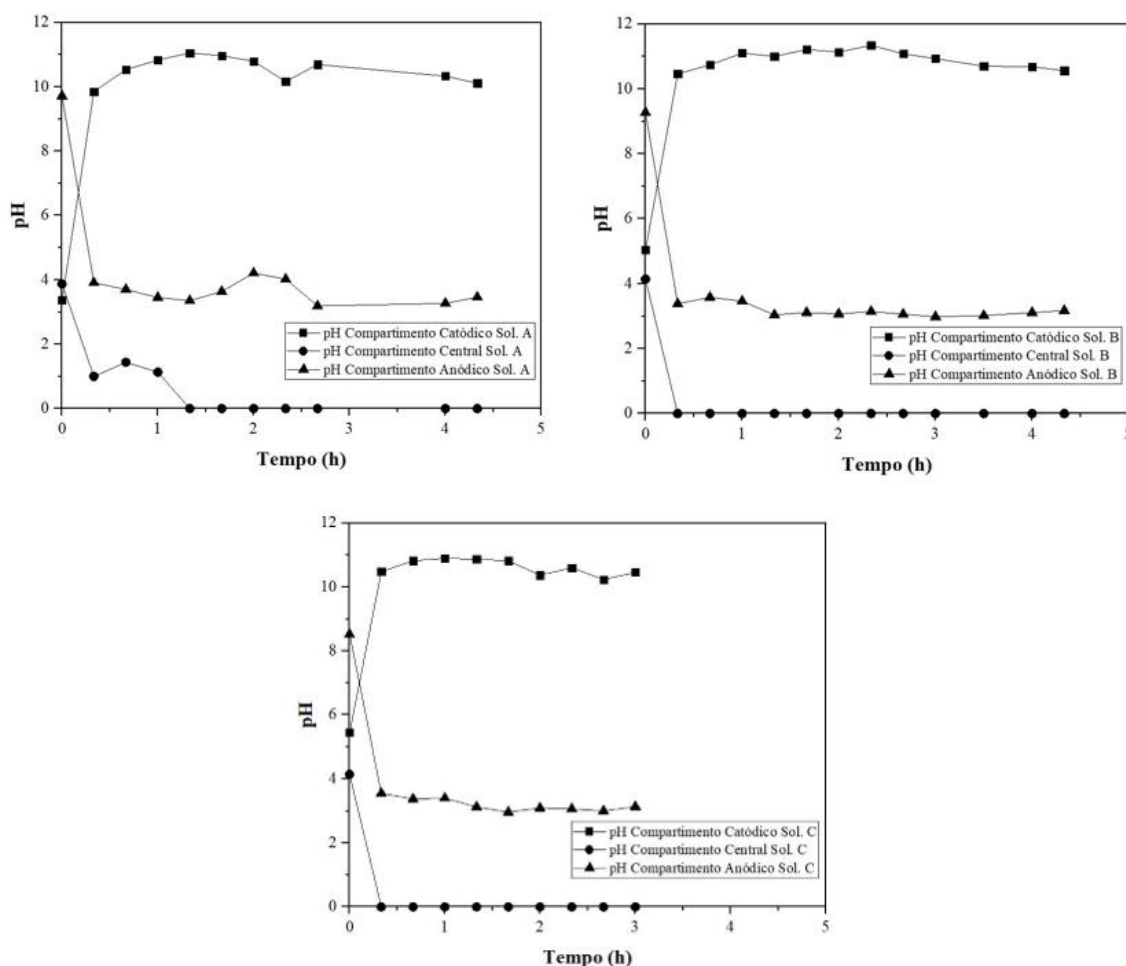 12
10
8
6
4
2
0
pH
0 1 2 3 4 5
Tempo (h)
pH Compartimento Catódico Sol. A
pH Compartimento Central Sol. A
pH Compartimento Anódico Sol. A
12
10
8
6
4
2
0
pH
0 1 2 3 4 5
Tempo (h)
pH Compartimento Catódico Sol. B
pH Compartimento Central Sol. B
pH Compartimento Anódico Sol. B
12
10
8
6
4
2
0
pH
0 1 2 3 4 5
Tempo (h)
pH Compartimento Catódico Sol. C
pH Compartimento Central Sol. C
pH Compartimento Anódico Sol. C